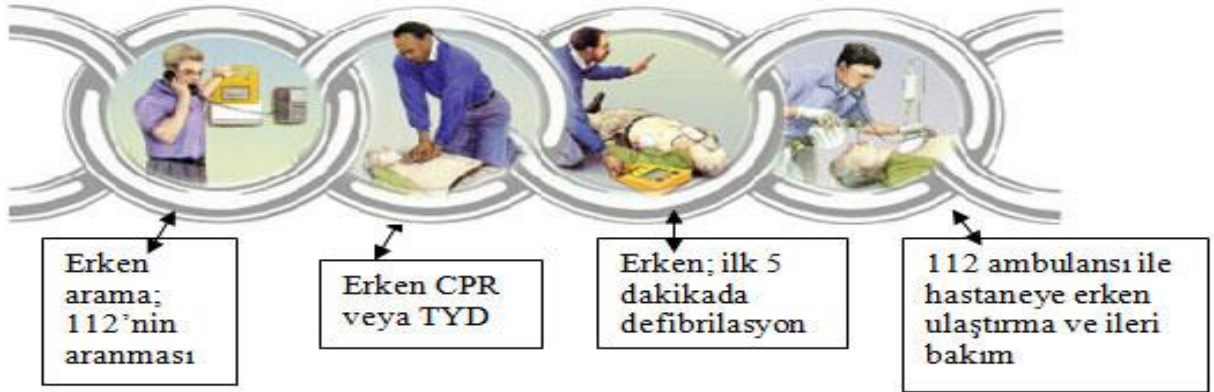 Erken
arama;
112’nin
aranması
Erken CPR
veya TYD
Erken; ilk 5
dakikada
defibrilasyon
112 ambulansı ile
hastaneye erken
ulaştırma ve ileri
bakım